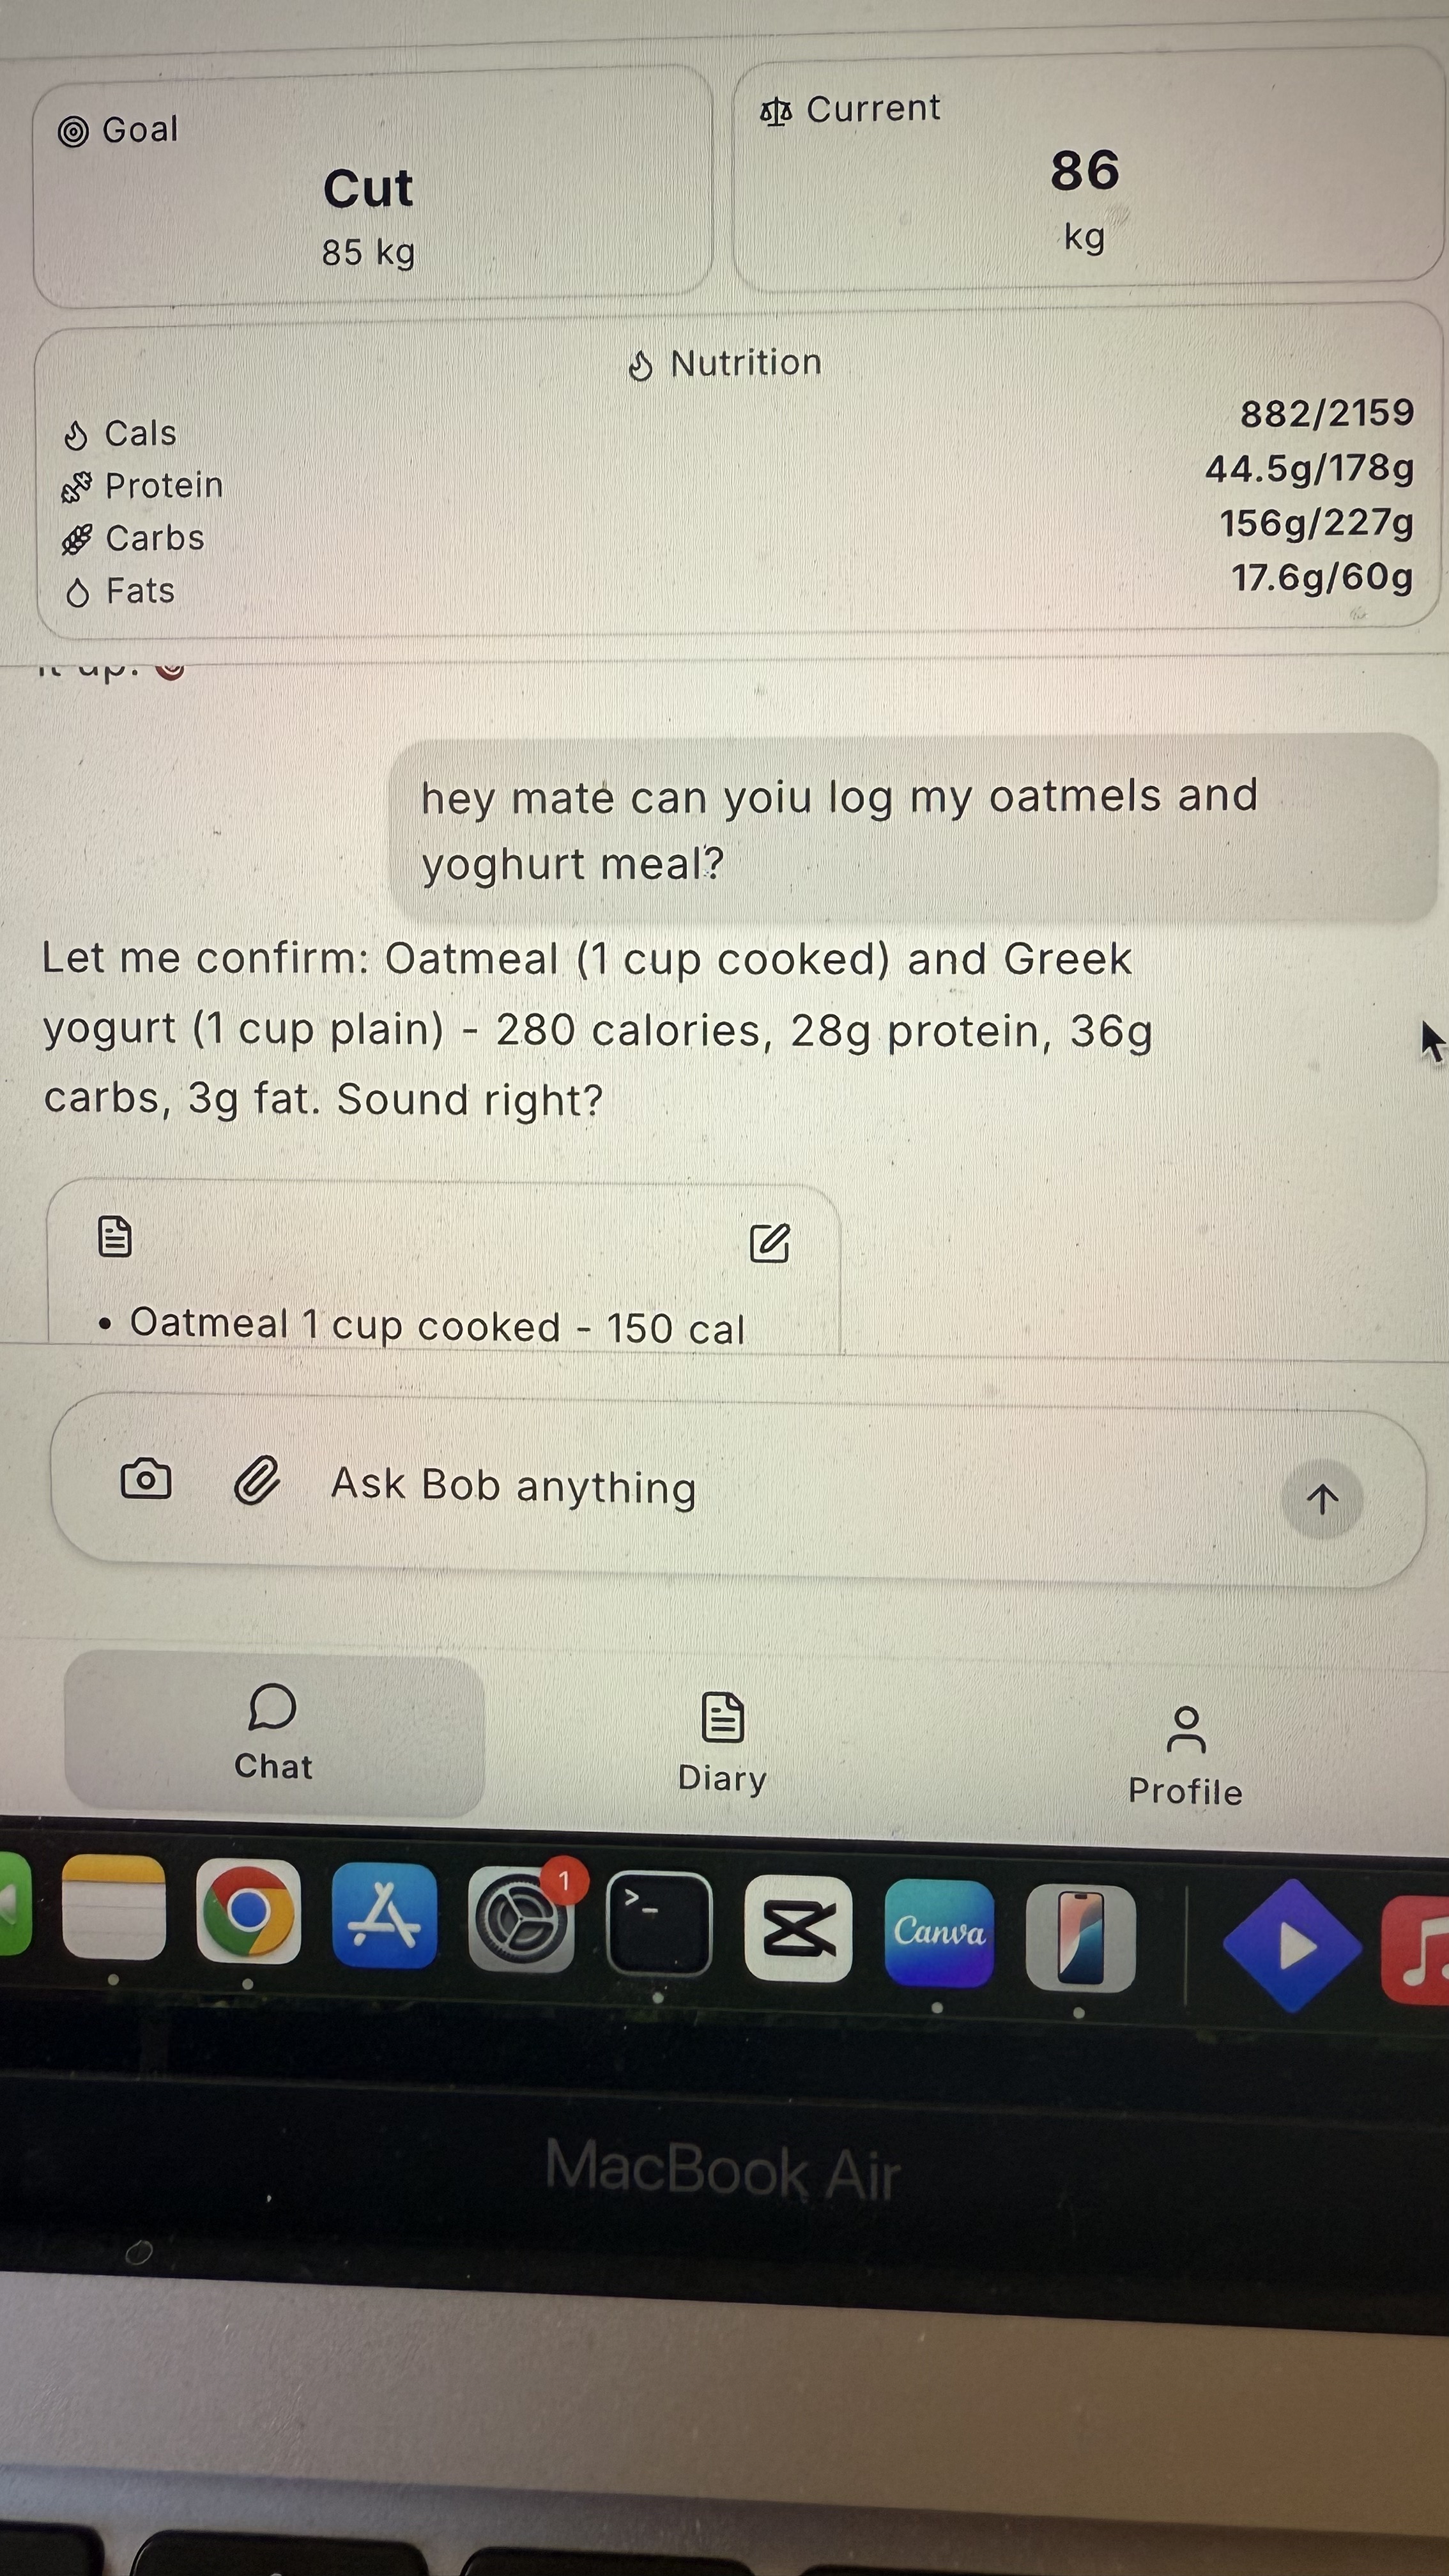 Goal
Cut
85 kg
Current
86
kg
Nutrition
Cals 882/2159
Protein 44.5g/178g
Carbs 156g/227g
Fats 17.6g/60g
it up.
hey mate can yoiu log my oatmels and
yoghurt meal?
Let me confirm: Oatmeal (1 cup cooked) and Greek
yogurt (1 cup plain) - 280 calories, 28g protein, 36g
carbs, 3g fat. Sound right?
• Oatmeal 1 cup cooked - 150 cal
Ask Bob anything
Chat
Diary
Profile
1
>_
Canva
MacBook Air